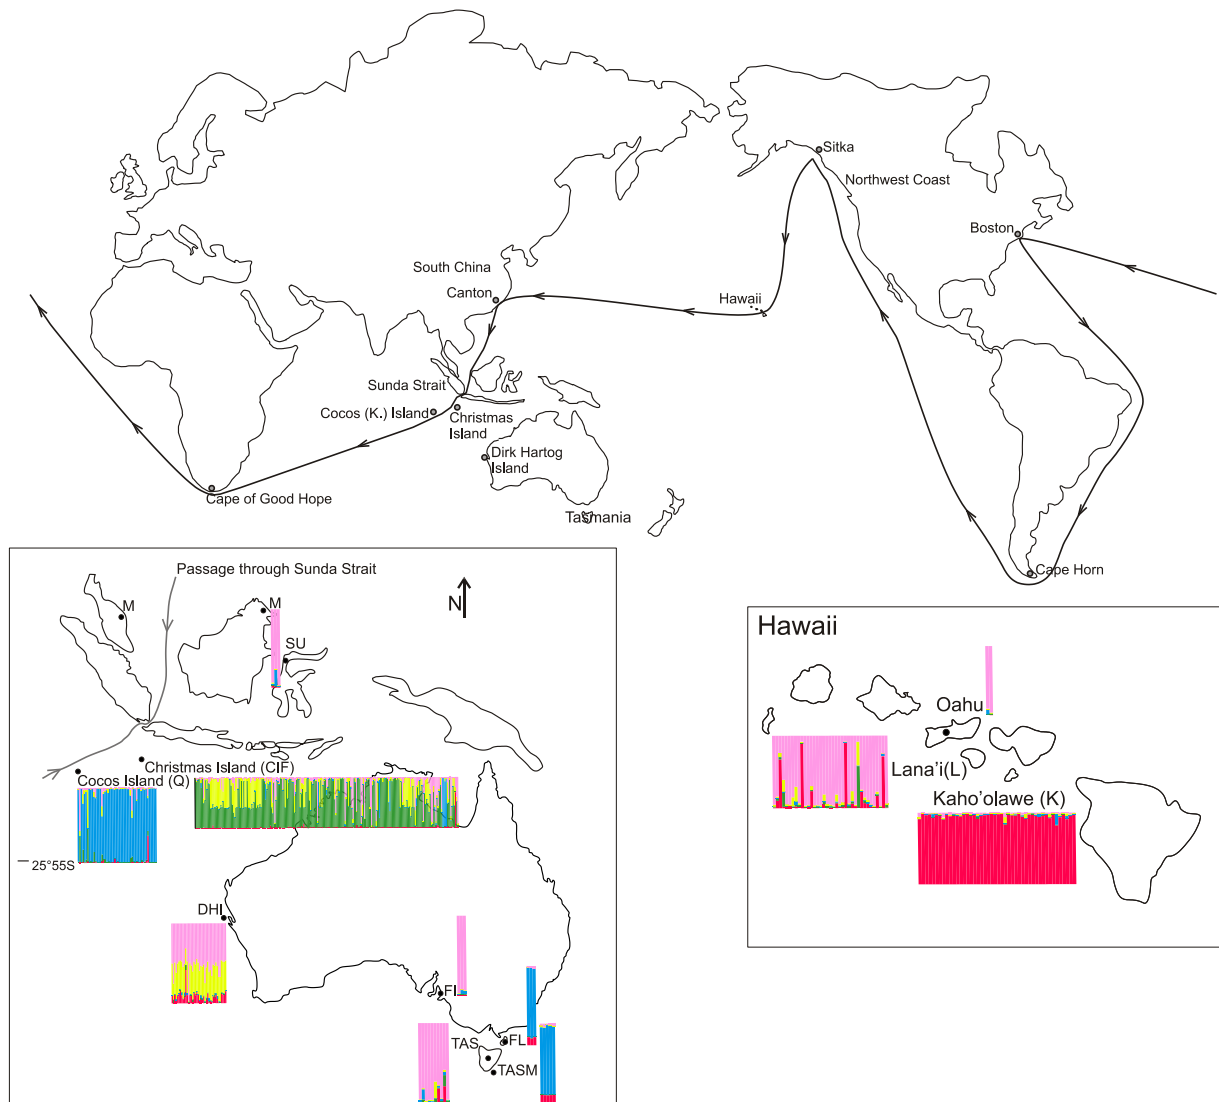 Sitka
Northwest Coast
Boston
South China
Canton
Hawaii
Sunda Strait
Cocos (K.) Island
Christmas
Island
Dirk Hartog
Island
Cape of Good Hope
Tasmania
Cape Horn
Passage through Sunda Strait
N
M
M
SU
Christmas Island (CIF)
Cocos Island (Q)
25°55S
DHI
FI
TAS
FL
TASM
Hawaii
Oahu
Lana'i(L)
Kaho'olawe (K)